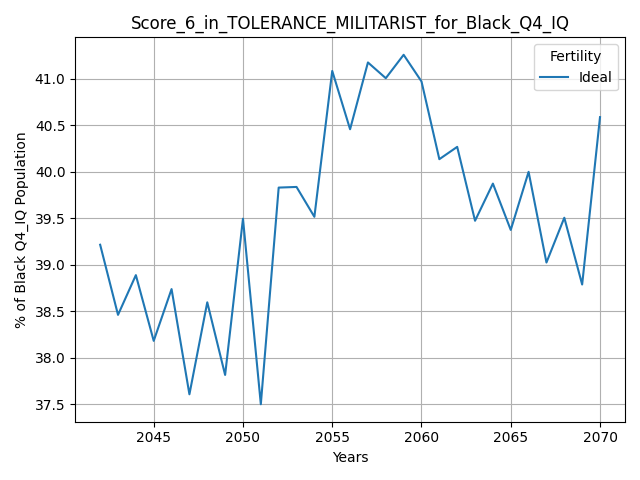 Score_6_in_TOLERANCE_MILITARIST_for_Black_Q4_IQ
Fertility
Ideal
% of Black Q4_IQ Population
41.0
40.5
40.0
39.5
39.0
38.5
38.0
37.5
2045 2050 2055 2060 2065 2070
Years